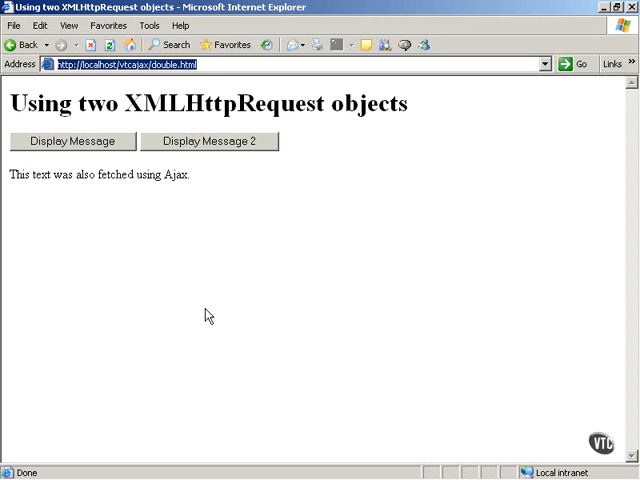 Using two XMLHttpRequest objects - Microsoft Internet Explorer
File Edit View Favorites Tools Help
Back Search Favorites
Address http://localhost/vtcajax/double.html Go Links »
Using two XMLHttpRequest objects
Display Message Display Message 2
This text was also fetched using Ajax.
VTC
Done Local intranet